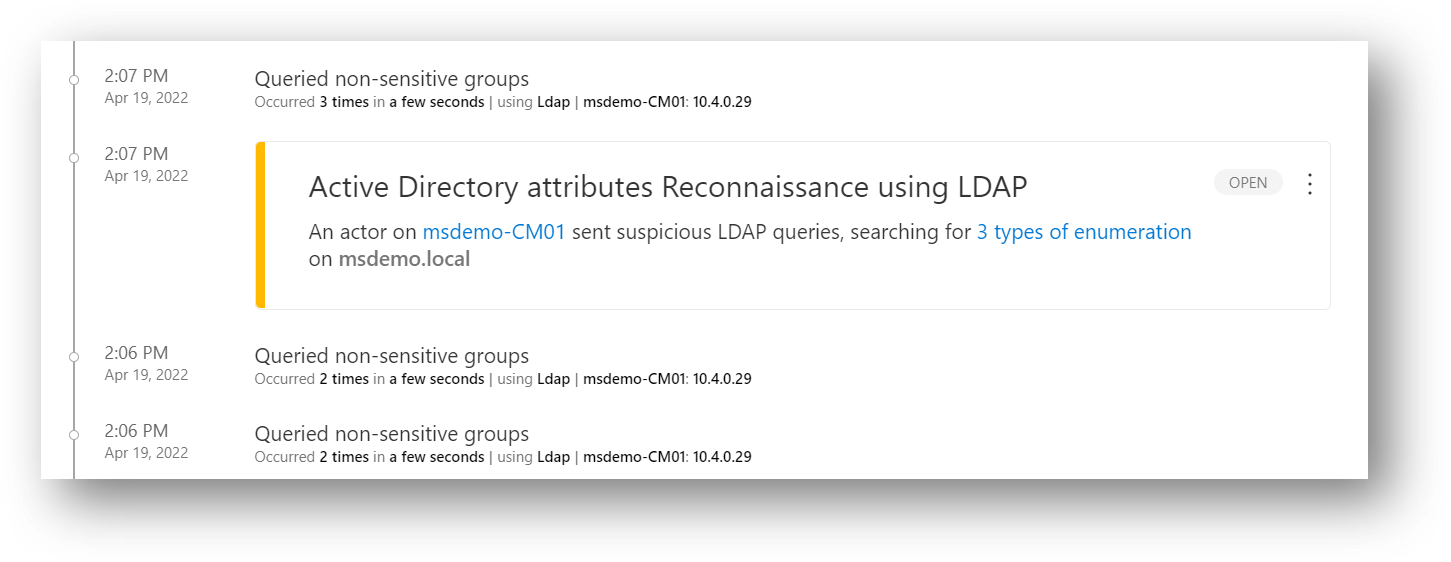 2:07 PM
Apr 19, 2022
Queried non-sensitive groups
Occurred 3 times in a few seconds | using Ldap | msdemo-CM01: 10.4.0.29
2:07 PM
Apr 19, 2022
Active Directory attributes Reconnaissance using LDAP
OPEN
An actor on msdemo-CM01 sent suspicious LDAP queries, searching for 3 types of enumeration
on msdemo.local
2:06 PM
Apr 19, 2022
Queried non-sensitive groups
Occurred 2 times in a few seconds | using Ldap | msdemo-CM01: 10.4.0.29
2:06 PM
Apr 19, 2022
Queried non-sensitive groups
Occurred 2 times in a few seconds | using Ldap | msdemo-CM01: 10.4.0.29